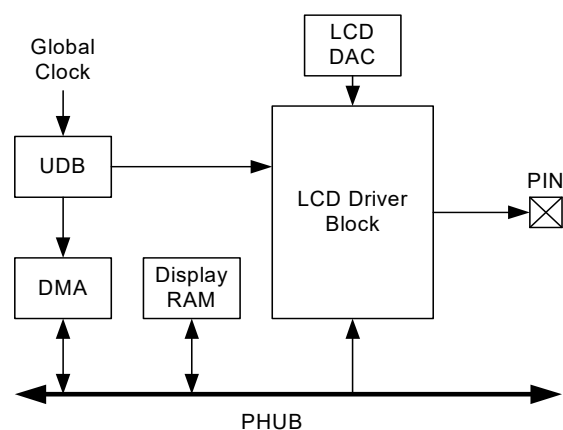 LCD
DAC
Global
Clock
UDB
LCD Driver
Block
PIN
DMA
Display
RAM
PHUB